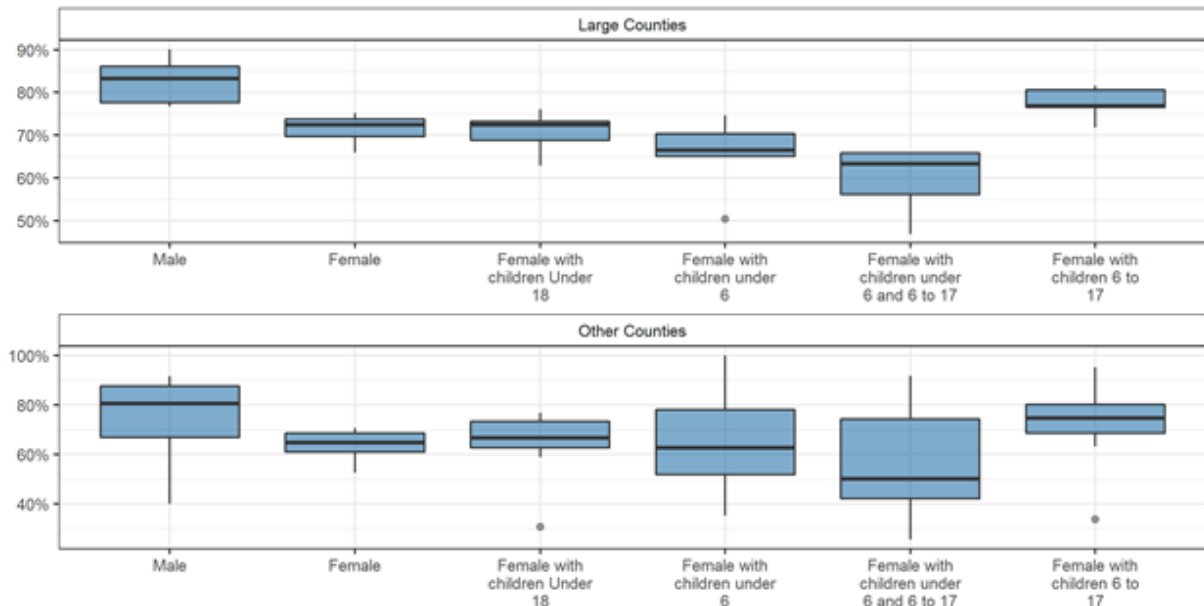 Large Counties
90%
80%
70%
60%
50%
Male
Female
Female with
children Under
18
Female with
children under
6
Female with
children under
6 and 6 to 17
Female with
children 6 to
17
Other Counties
100%
80%
60%
40%
Male
Female
Female with
children Under
18
Female with
children under
6
Female with
children under
6 and 6 to 17
Female with
children 6 to
17